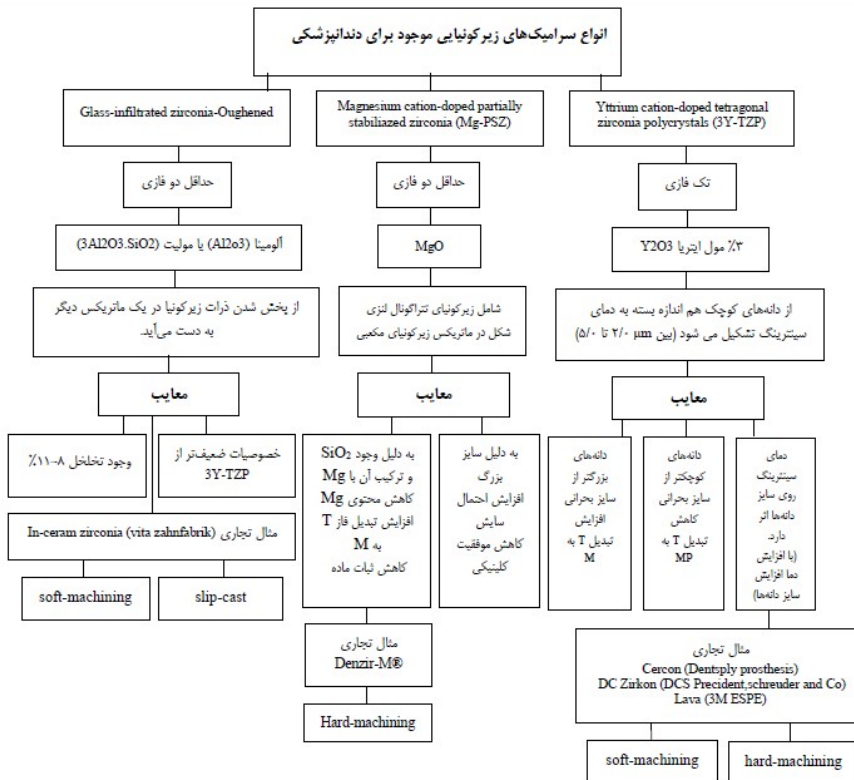 انواع سرامیک‌های زیرکونیایی موجود برای دندانپزشکی
Glass-infiltrated zirconia-Oughened
Magnesium cation-doped partially
stabiliazed zirconia (Mg-PSZ)
Yttrium cation-doped tetragonal
zirconia polycrystals (3Y-TZP)
حداقل دو فازی
حداقل دو فازی
تک فازی
آلومینا (Al2o3) یا مولیت (3Al2O3.SiO2)
MgO
۳٪ مول ایتریا Y2O3
از پخش شدن ذرات زیرکونیا در یک ماتریکس دیگر
به دست می‌آید.
شامل زیرکونیای تتراگونال لنزی
شکل در ماتریکس زیرکونیای مکعبی
از دانه‌های کوچک هم اندازه بسته به دمای
سینترینگ تشکیل می شود (بین ۲/۰ µm تا ۵/۰)
معایب
معایب
معایب
وجود تخلخل ۸-۱۱٪
خصوصیات ضعیف‌تر از
3Y-TZP
به دلیل وجود SiO2
و ترکیب آن با Mg
کاهش محتوی Mg
افزایش تبدیل فاز T
به M
کاهش ثبات ماده
به دلیل سایز
بزرگ
افزایش احتمال
سایش
کاهش موفقیت
کلینیکی
دانه‌های
بزرگتر از
سایز بحرانی
افزایش
تبدیل T به
M
دانه‌های
کوچکتر از
سایز بحرانی
کاهش
تبدیل T به
MP
دمای
سینترینگ
روی سایز
دانه‌ها اثر
دارد.
(با افزایش
دما افزایش
سایز دانه‌ها)
مثال تجاری In-ceram zirconia (vita zahnfabrik)
soft-machining
slip-cast
مثال تجاری
Denzir-M®
Hard-machining
مثال تجاری
Cercon (Dentsply prosthesis)
DC Zirkon (DCS Precident,schreuder and Co)
Lava (3M ESPE)
soft-machining
hard-machining